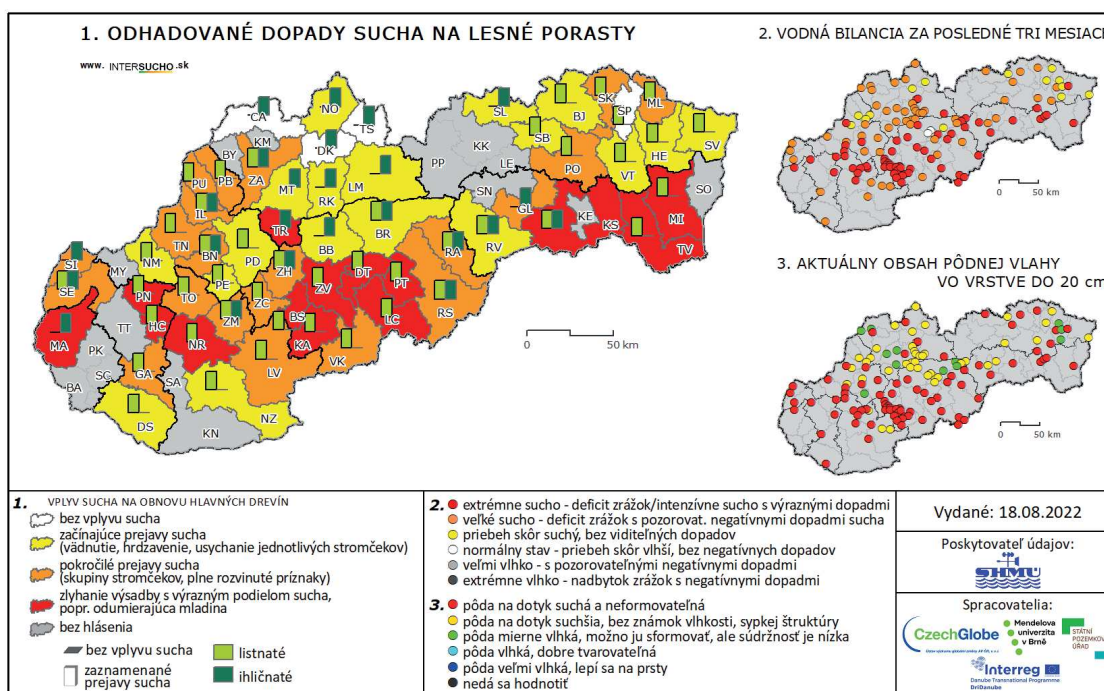 1. ODHADOVANÉ DOPADY SUCHA NA LESNÉ PORASTY
www. INTERSUCHO.sk
CA
NO
TS
DK
KM
BY
ZA
PU
PB
IL
MT
RK
LM
TR
TN
BN
PD
BB
BR
SI
SE
MY
NM
PE
ZH
RA
RV
PN
TO
ZC
ZV
DT
PT
RS
MA
TT
HC
ZM
BS
LC
PK
NR
KA
VK
BA
SC
GA
SA
LV
DS
KN
NZ
PP
KK
LE
SN
GL
SL
BJ
SB
PO
SK
SP
ML
HE
SV
VT
KE
KS
MI
SO
TV
0 50 km
2. VODNÁ BILANCIA ZA POSLEDNÉ TRI MESIACE
0 50 km
3. AKTUÁLNY OBSAH PÔDNEJ VLAHY
VO VRSTVE DO 20 cm
0 50 km
1. VPLYV SUCHA NA OBNOVU HLAVNÝCH DREVÍN
bez vplyvu sucha
začínajúce prejavy sucha
(vädnutie, hrdzavenie, usychanie jednotlivých stromčekov)
pokročilé prejavy sucha
(skupiny stromčekov, plne rozvinuté príznaky)
zlyhanie výsadby s výrazným podielom sucha,
popr. odumierajúca mladina
bez hlásenia
bez vplyvu sucha
zaznamenané
prejavy sucha
listnaté
ihličnaté
2. extrémne sucho - deficit zrážok/intenzívne sucho s výraznými dopadmi
veľké sucho - deficit zrážok s pozorovat. negatívnymi dopadmi sucha
priebeh skôr suchý, bez viditeľných dopadov
normálny stav - priebeh skôr vlhší, bez negatívnych dopadov
veľmi vlhko - s pozorovateľnými negatívnymi dopadmi
extrémne vlhko - nadbytok zrážok s negatívnymi dopadmi
3. pôda na dotyk suchá a neformovateľná
pôda na dotyk suchšia, bez známok vlhkosti, sypkej štruktúry
pôda mierne vlhká, možno ju sformovať, ale súdržnosť je nízka
pôda vlhká, dobre tvarovateľná
pôda veľmi vlhká, lepí sa na prsty
nedá sa hodnotiť
Vydané: 18.08.2022
Poskytovateľ údajov:
SHMÚ
Spracovatelia:
CzechGlobe
Mendelova
univerzita
v Brně
STÁTNÍ
POZEMKOVÝ
ÚŘAD
Interreg
Danube Transnational Programme
DriDanube